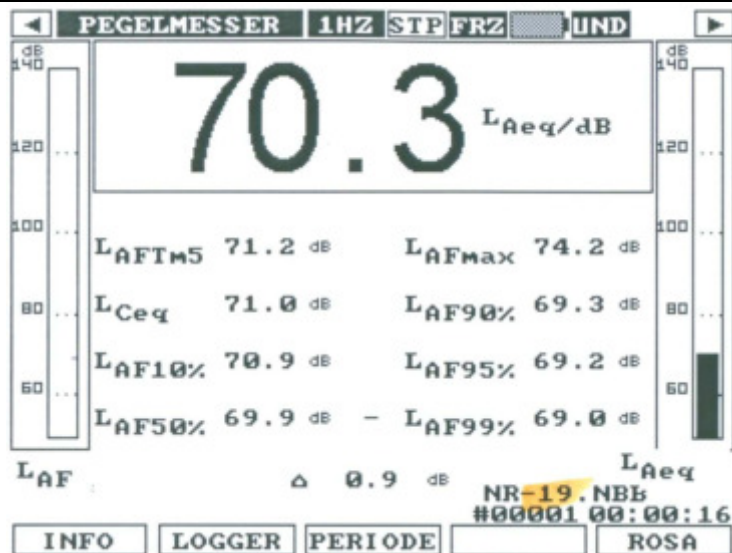 ◄ PEGELMESSER 1HZ STP FRZ UND ►
dB 140 120 100 80 60
70.3 LAeq/dB
dB 140 120 100 80 60
LAFTm5 71.2 dB LAFmax 74.2 dB
LCeq 71.0 dB LAF90% 69.3 dB
LAF10% 70.9 dB LAF95% 69.2 dB
LAF50% 69.9 dB - LAF99% 69.0 dB
LAF Δ 0.9 dB LAeq
NR-19.NBB
#00001 00:00:16
INFO LOGGER PERIODE ROSA